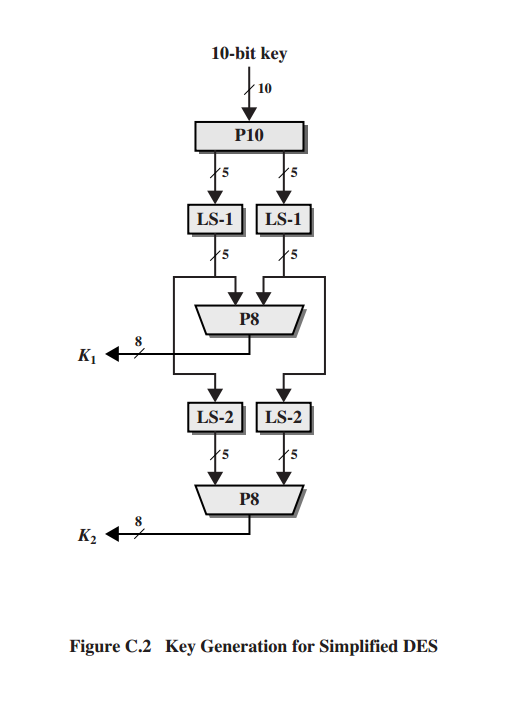 10-bit key
10
P10
5 5
LS-1 LS-1
5 5
P8
8
K1
LS-2 LS-2
5 5
P8
8
K2
Figure C.2 Key Generation for Simplified DES